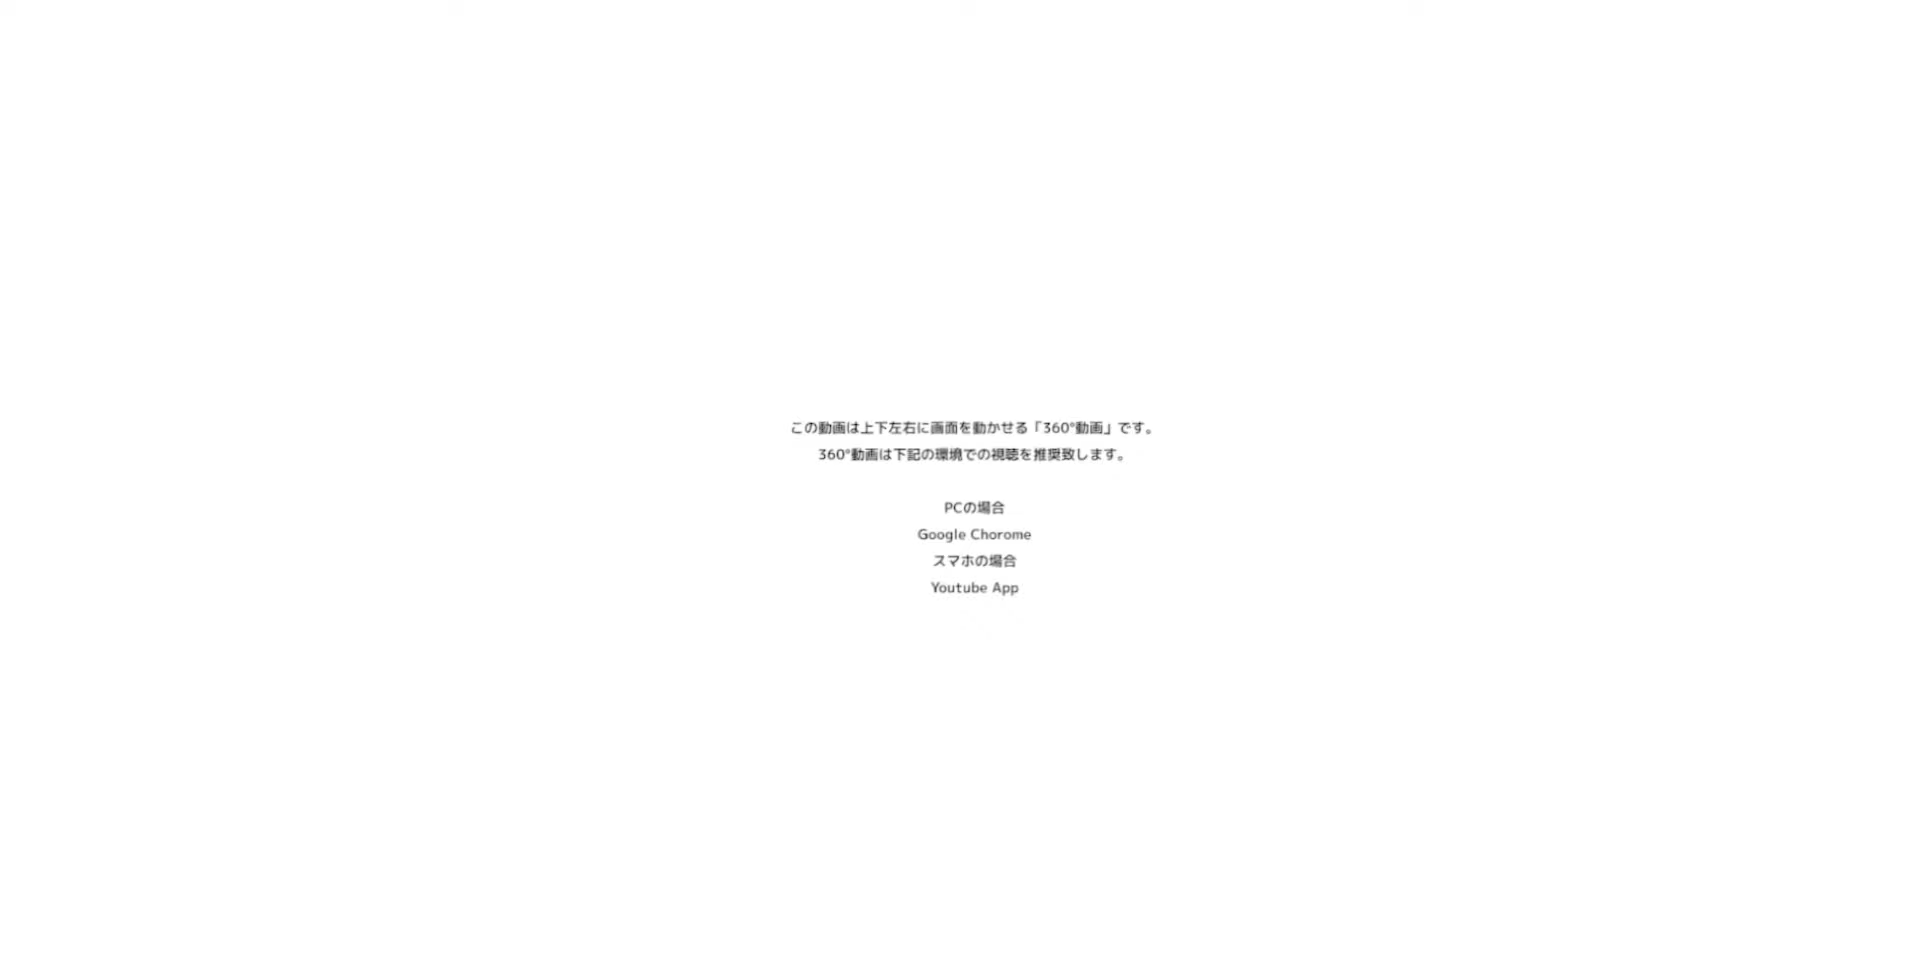 この動画は上下左右に画面を動かせる「360°動画」です。
360°動画は下記の環境での視聴を推奨致します。
PCの場合
Google Chorome
スマホの場合
Youtube App